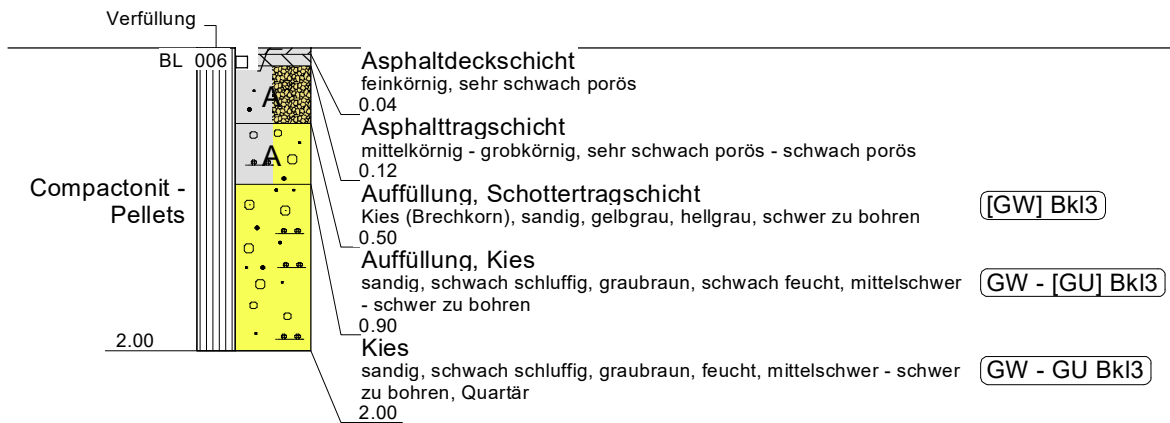 Verfüllung
BL 006
Asphaltdeckschicht
feinkörnig, sehr schwach porös
0.04
A
Asphalttragschicht
mittelkörnig - grobkörnig, sehr schwach porös - schwach porös
0.12
A
Compactonit -
Pellets
Auffüllung, Schottertragschicht
Kies (Brechkorn), sandig, gelbgrau, hellgrau, schwer zu bohren
0.50
[GW] Bkl3
Auffüllung, Kies
sandig, schwach schluffig, graubraun, schwach feucht, mittelschwer
- schwer zu bohren
0.90
GW - [GU] Bkl3
2.00
Kies
sandig, schwach schluffig, graubraun, feucht, mittelschwer - schwer
zu bohren, Quartär
2.00
GW - GU Bkl3